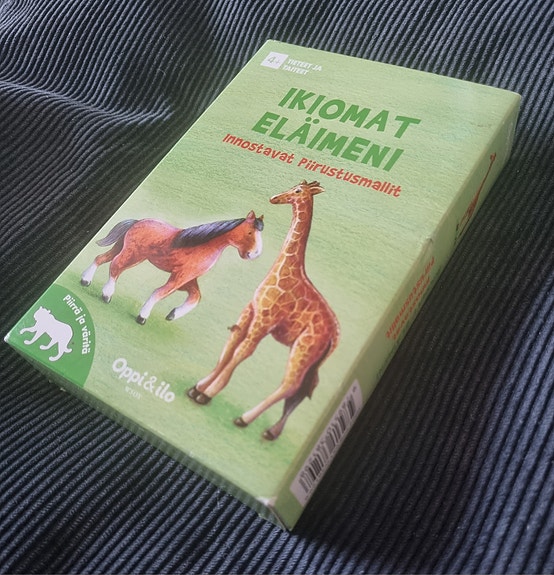 4+
TIETEET JA
TAITEET
IKIOMAT
ELÄIMENI
Innostavat Piirustusmallit
Piirrä ja väritä
Oppi&ilo